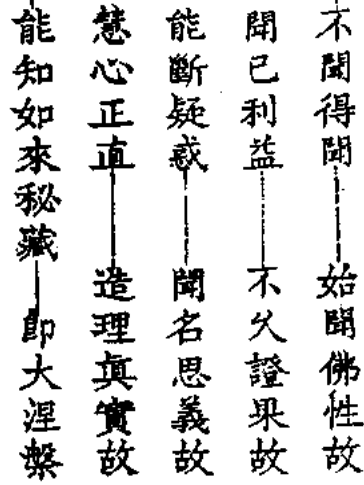 不聞得聞——始聞佛性故
聞已利益——不久證果故
能斷疑惑——聞名思義故
慧心正直——造理眞實故
能知如來秘藏——卽大涅槃